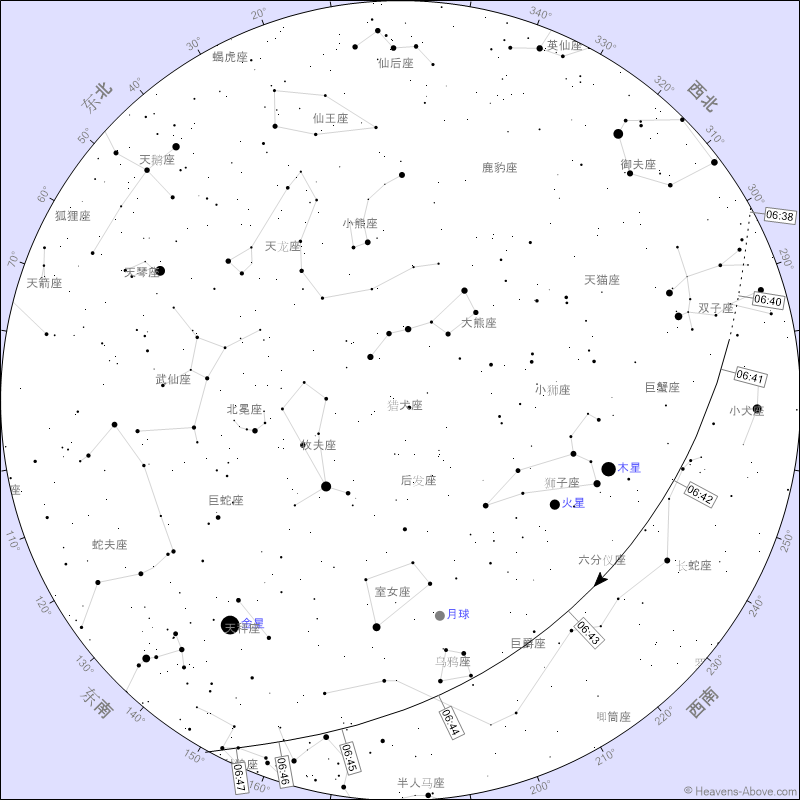 20°
340°
30°
330°
蝎虎座
仙后座
英仙座
40°
320°
东北
西北
仙王座
50°
310°
天鹅座
鹿豹座
御夫座
60°
300°
狐狸座
小熊座
06:38
天龙座
70°
290°
天琴座
天箭座
天猫座
双子座
06:40
大熊座
武仙座
06:41
小狮座
巨蟹座
北冕座
猎犬座
小犬座
牧夫座
木星
后发座
狮子座
座
06:42
巨蛇座
火星
110°
250°
蛇夫座
六分仪座
长蛇座
室女座
120°
240°
月球
金星
天秤座
06:43
巨爵座
130°
乌鸦座
230°
东南
西南
140°
220°
唧筒座
06:44
150°
210°
06:45
06:46
06:47
160°
半人马座
200°
© Heavens-Above.com